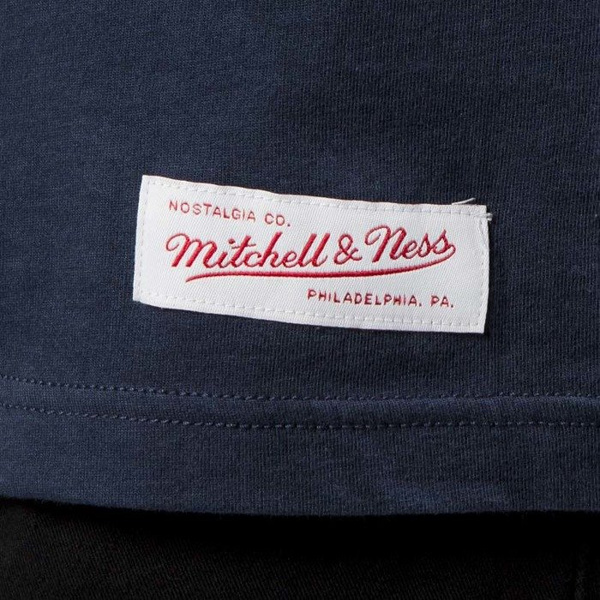 NOSTALGIA CO.
Mitchell & Ness
PHILADELPHIA, PA.